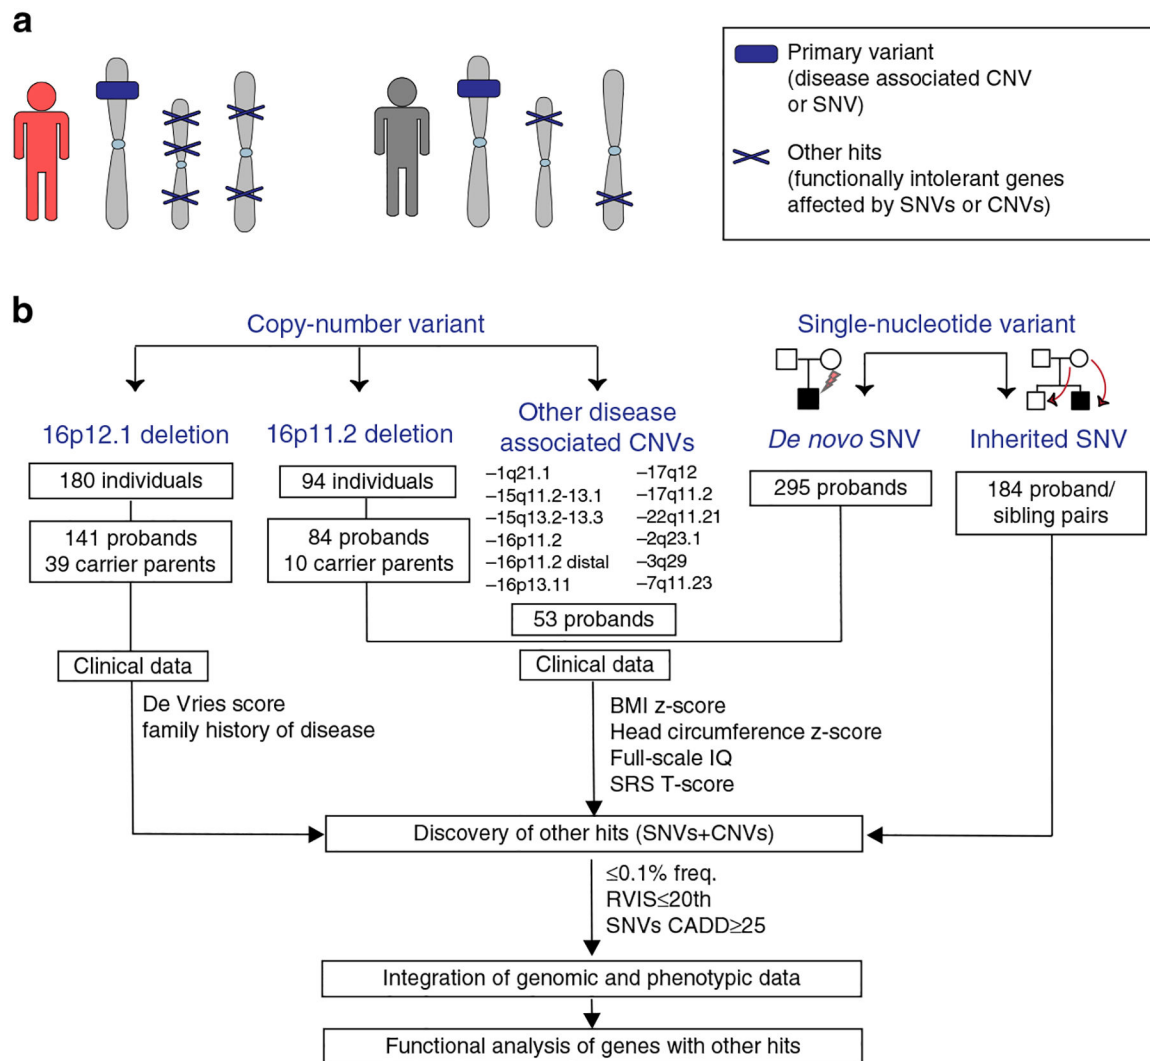 a
Primary variant
(disease associated CNV
or SNV)
Other hits
(functionally intolerant genes
affected by SNVs or CNVs)
b
Copy-number variant
Single-nucleotide variant
16p12.1 deletion
16p11.2 deletion
Other disease
associated CNVs
De novo SNV
Inherited SNV
180 individuals
141 probands
39 carrier parents
94 individuals
84 probands
10 carrier parents
–1q21.1
–15q11.2-13.1
–15q13.2-13.3
–16p11.2
–16p11.2 distal
–16p13.11
–17q12
–17q11.2
–22q11.21
–2q23.1
–3q29
–7q11.23
53 probands
295 probands
184 proband/
sibling pairs
Clinical data
De Vries score
family history of disease
Clinical data
BMI z-score
Head circumference z-score
Full-scale IQ
SRS T-score
Discovery of other hits (SNVs+CNVs)
≤0.1% freq.
RVIS≤20th
SNVs CADD≥25
Integration of genomic and phenotypic data
Functional analysis of genes with other hits